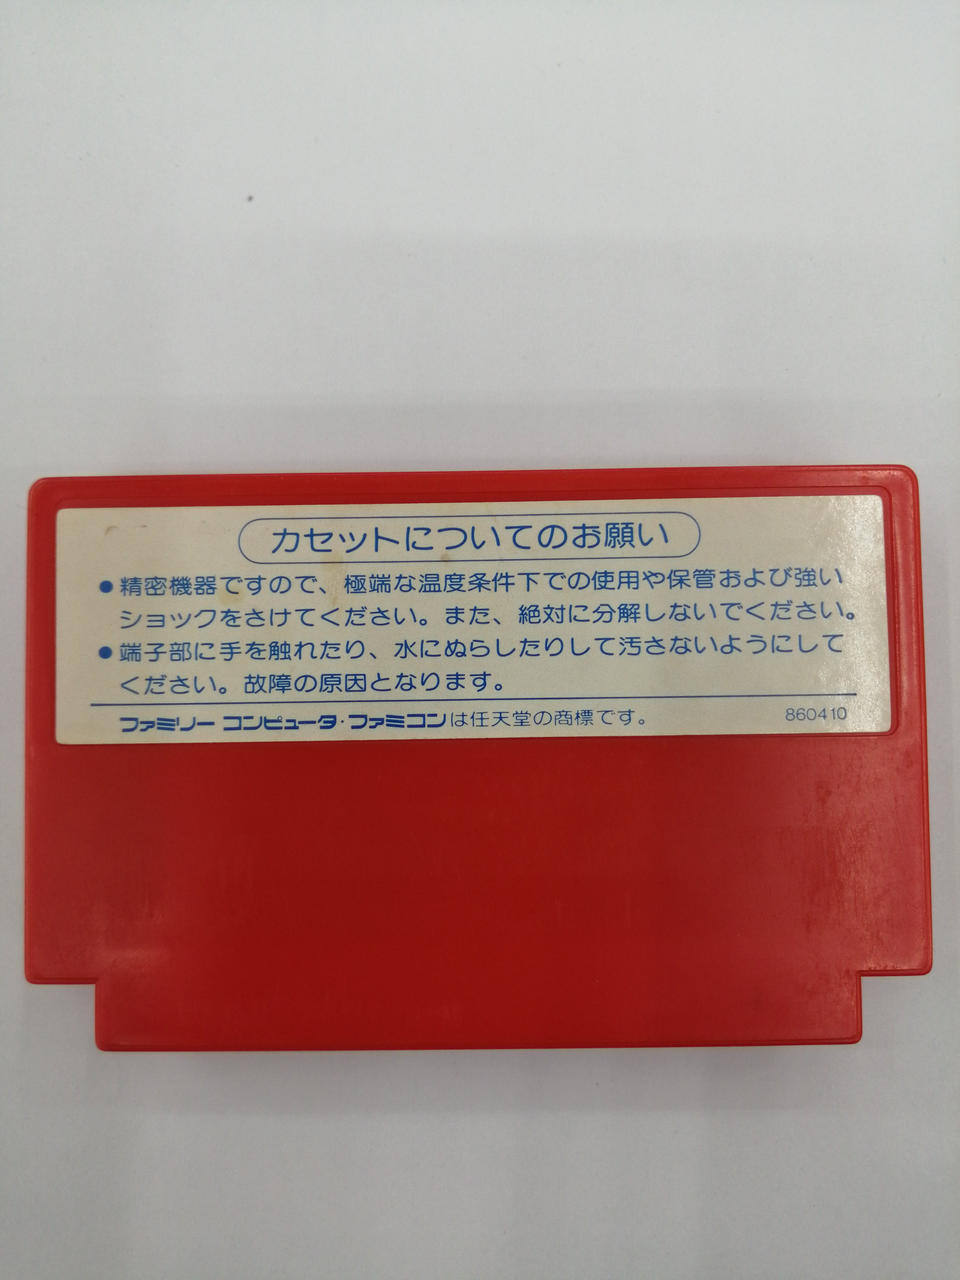 カセットについてのお願い
●精密機器ですので、極端な温度条件下での使用や保管および強い
ショックをさけてください。また、絶対に分解しないでください。
●端子部に手を触れたり、水にぬらしたりして汚さないようにして
ください。故障の原因となります。
ファミリー コンピュータ・ファミコンは任天堂の商標です。 860410